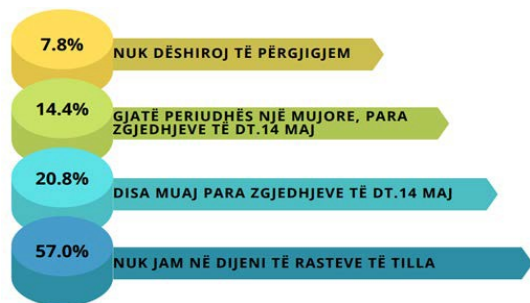 7.8%
NUK DËSHIROJ TË PËRGJIGJEM
14.4%
GJATË PERIUDHËS NJË MUJORE, PARA
ZGJEDHJEVE TË DT.14 MAJ
20.8%
DISA MUAJ PARA ZGJEDHJEVE TË DT.14 MAJ
57.0%
NUK JAM NË DIJENI TË RASTEVE TË TILLA